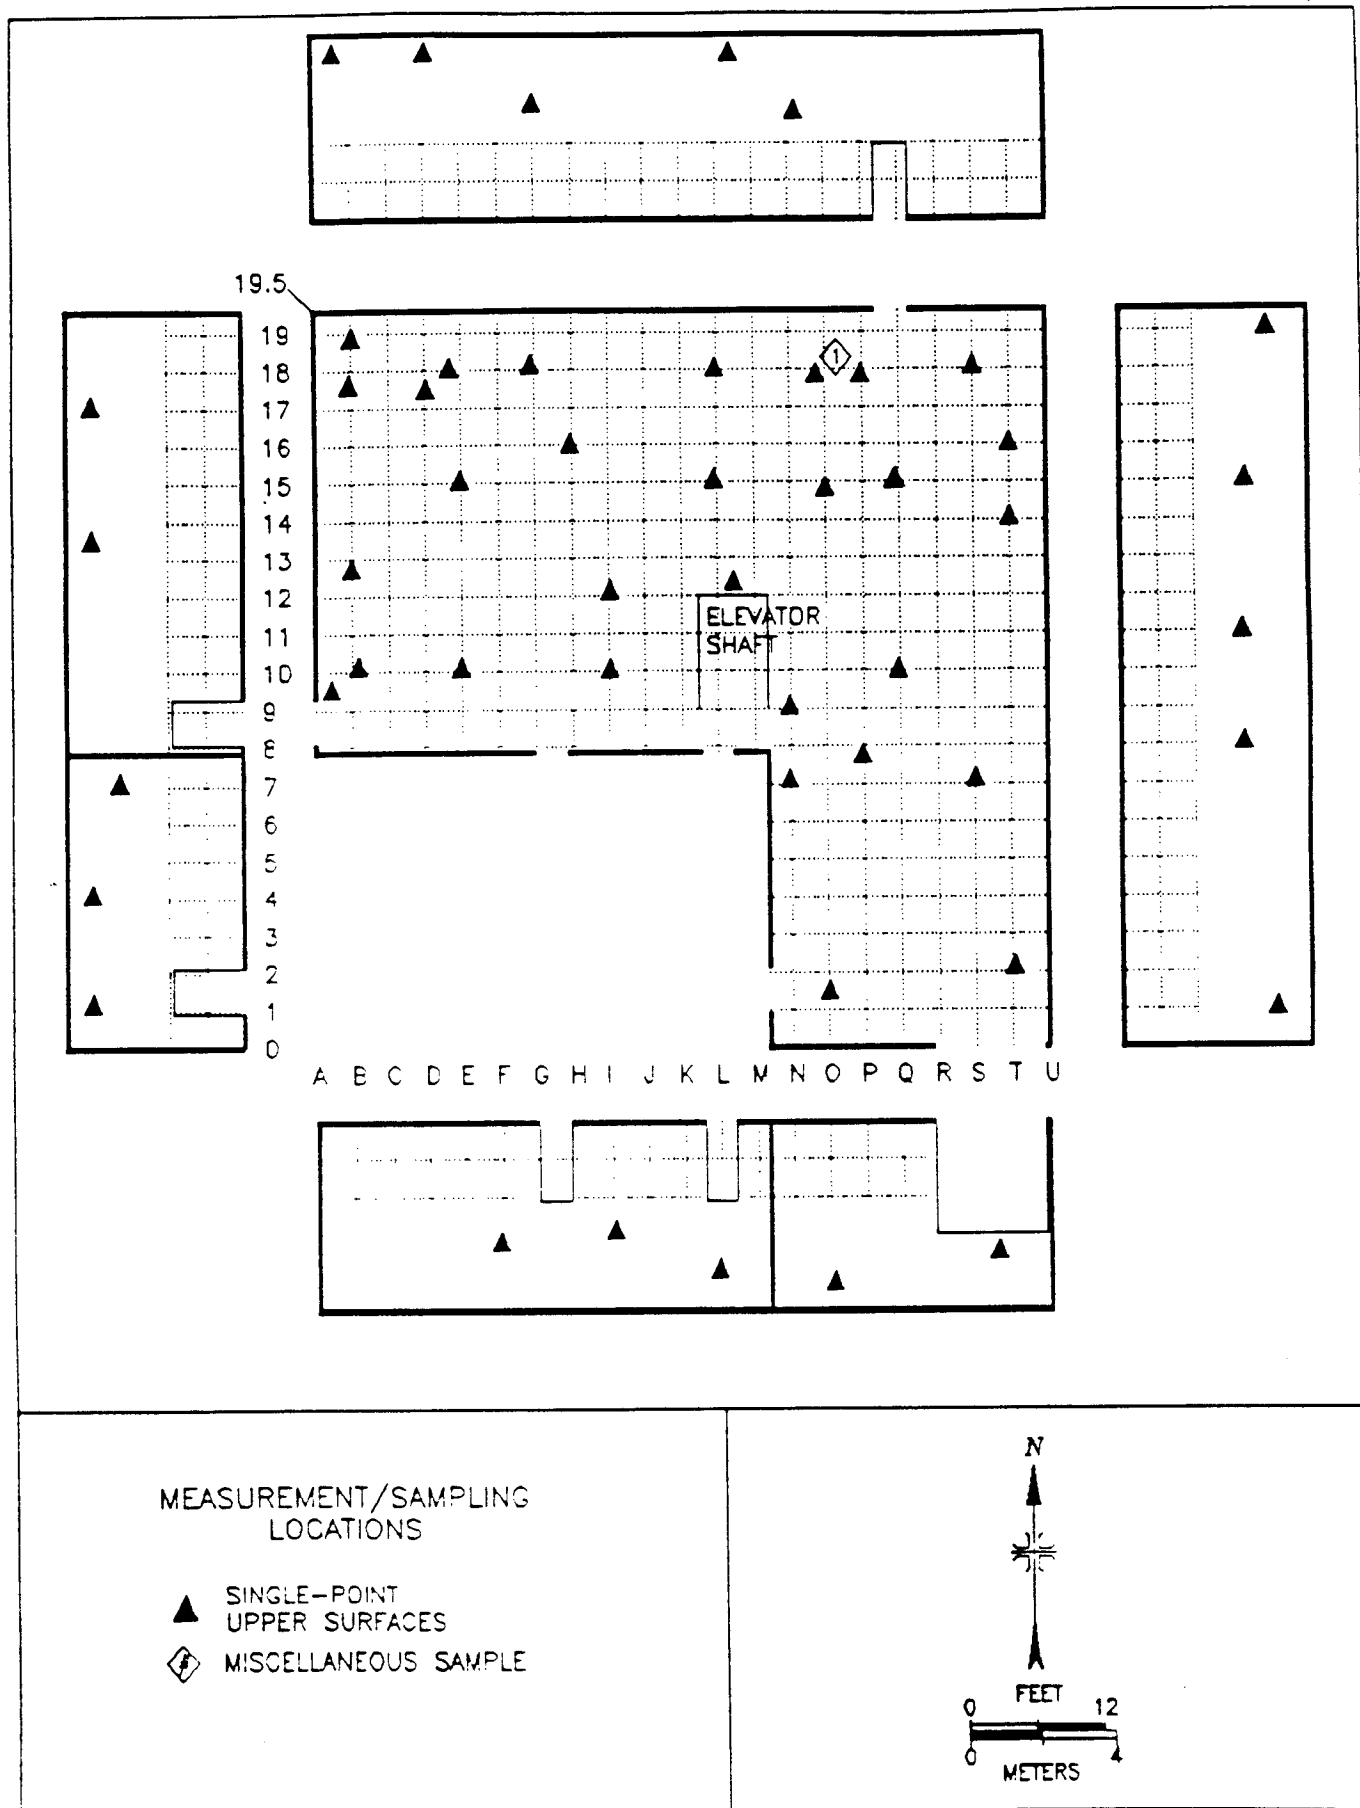 19.5
19
18
17
16
15
14
13
12
11
10
9
8
7
6
5
4
3
2
1
0
1
ELEVATOR
SHAFT
A B C D E F G H I J K L M N O P Q R S T U
MEASUREMENT/SAMPLING
LOCATIONS
SINGLE-POINT
UPPER SURFACES
# MISCELLANEOUS SAMPLE
N
FEET
0 12
0 4
METERS